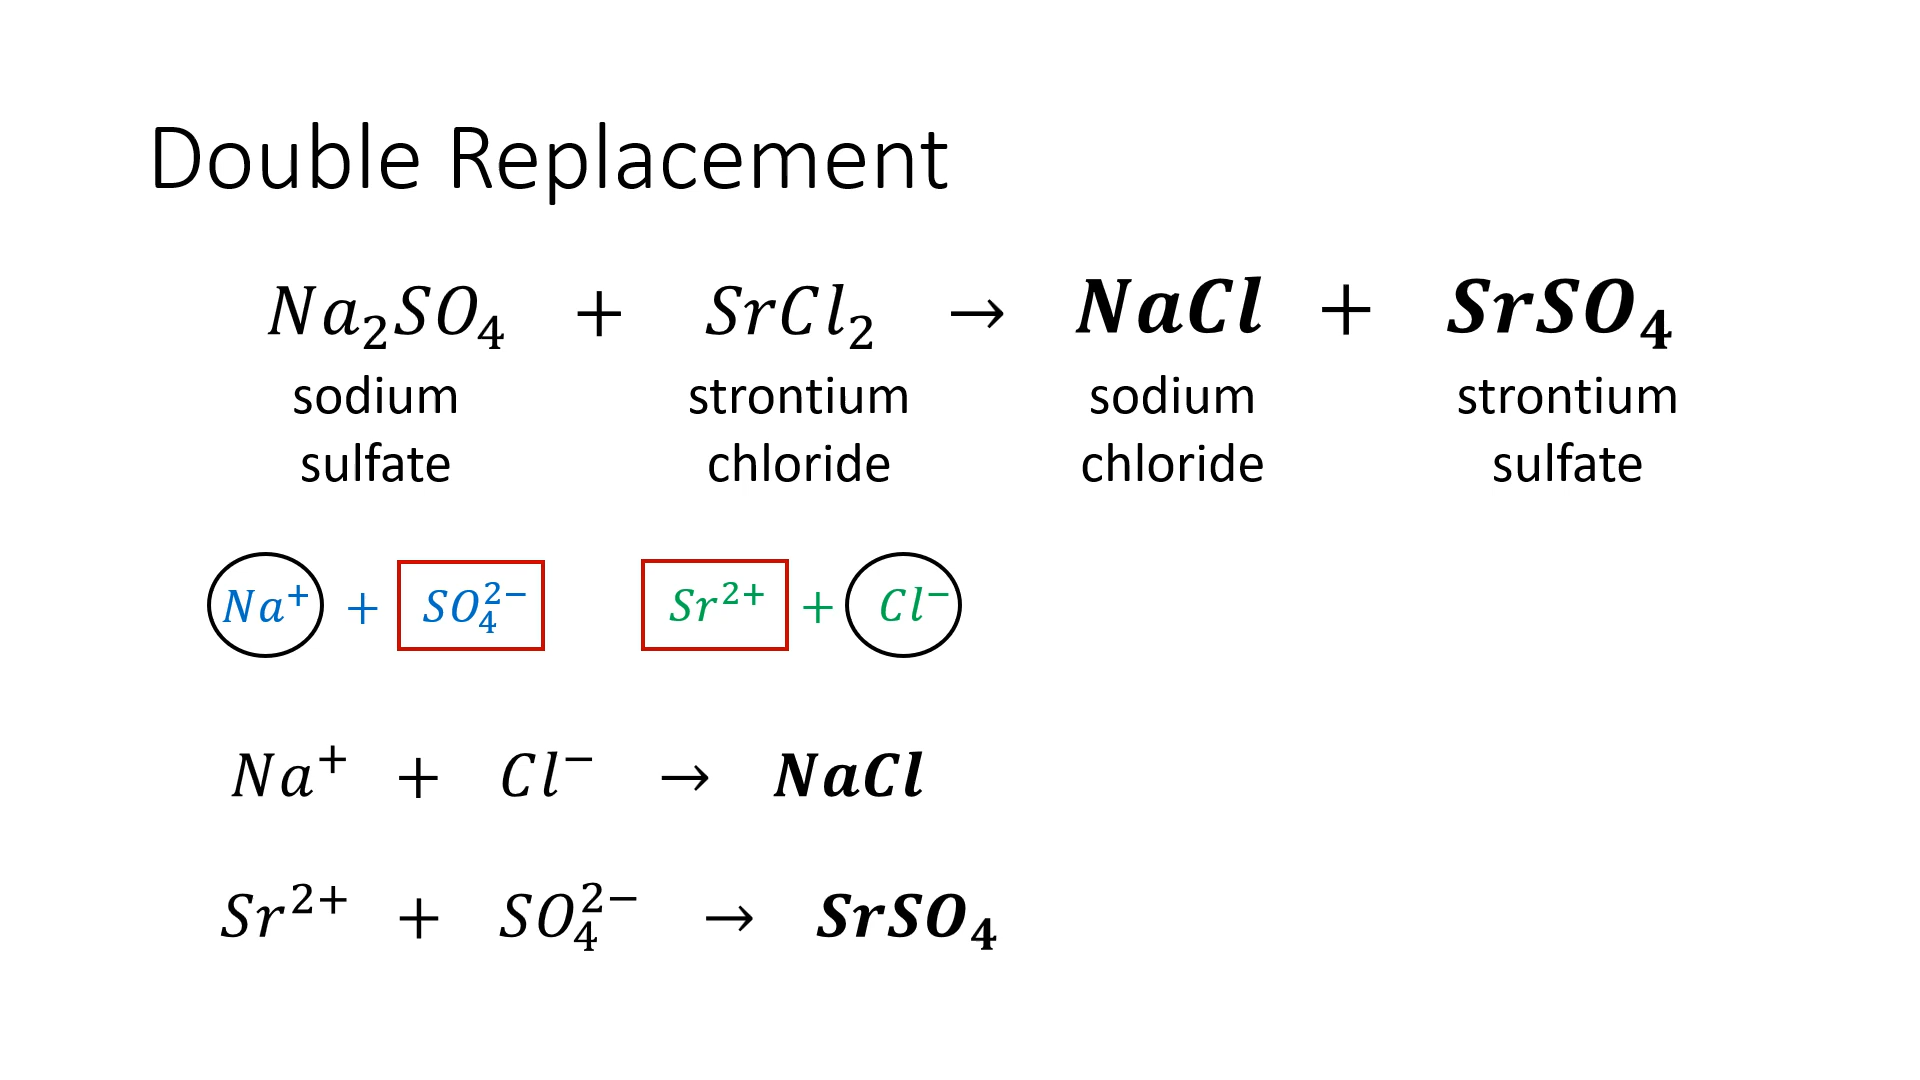 Double Replacement
Na₂SO₄ + SrCl₂ → NaCl + SrSO₄
sodium strontium sodium strontium
sulfate chloride chloride sulfate
Na⁺ + SO₄²⁻ Sr²⁺ + Cl⁻
Na⁺ + Cl⁻ → NaCl
Sr²⁺ + SO₄²⁻ → SrSO₄